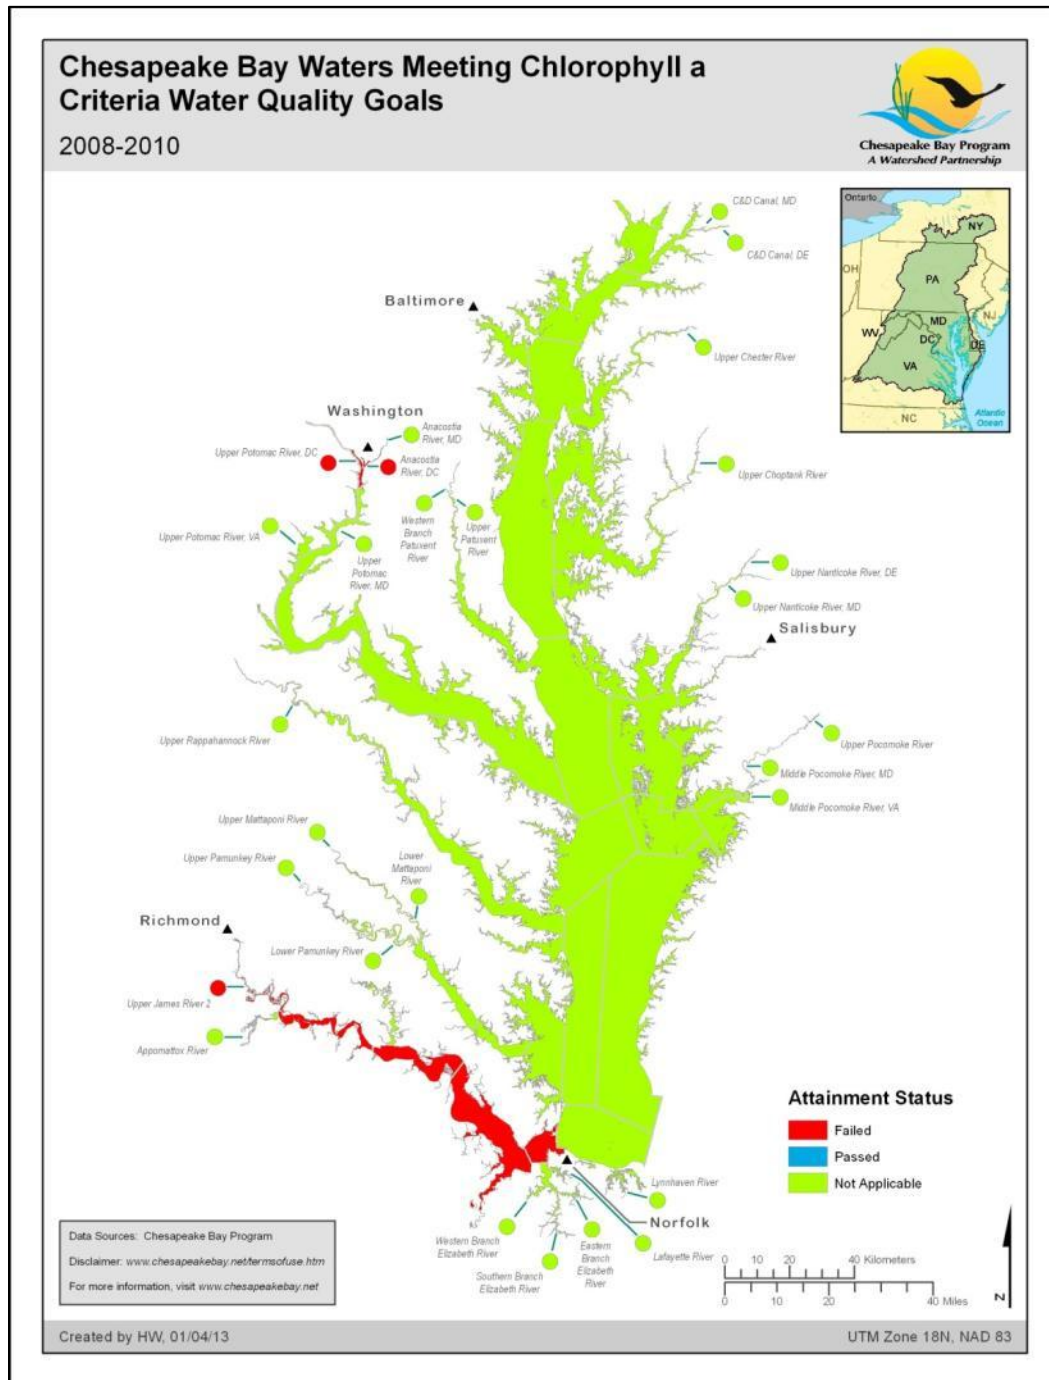 Chesapeake Bay Waters Meeting Chlorophyll a
Criteria Water Quality Goals
2008-2010
Chesapeake Bay Program
A Watershed Partnership
Ontario
NY
OH
PA
NJ
WV
MD
DC
DE
VA
NC
Atlantic
Ocean
C&D Canal, MD
C&D Canal, DE
Baltimore
Upper Chester River
Washington
Anacostia
River, MD
Upper Potomac River, DC
Anacostia
River, DC
Upper Choptank River
Western
Branch
Patuxent
River
Upper
Patuxent
River
Upper Potomac River, VA
Upper
Potomac
River, MD
Upper Nanticoke River, DE
Upper Nanticoke River, MD
Salisbury
Upper Rappahannock River
Upper Pocomoke River
Middle Pocomoke River, MD
Middle Pocomoke River, VA
Upper Mattaponi River
Upper Pamunkey River
Lower
Mattaponi
River
Richmond
Lower Pamunkey River
Upper James River 2
Appomattox River
Attainment Status
Failed
Passed
Not Applicable
Lynnhaven River
Norfolk
Western Branch
Elizabeth River
Southern Branch
Elizabeth River
Eastern
Branch
Elizabeth
River
Lafayette River
0 10 20 40 Kilometers
0 10 20 40 Miles
N
Data Sources: Chesapeake Bay Program
Disclaimer: www.chesapeakebay.net/termsofuse.htm
For more information, visit www.chesapeakebay.net
Created by HW, 01/04/13
UTM Zone 18N, NAD 83